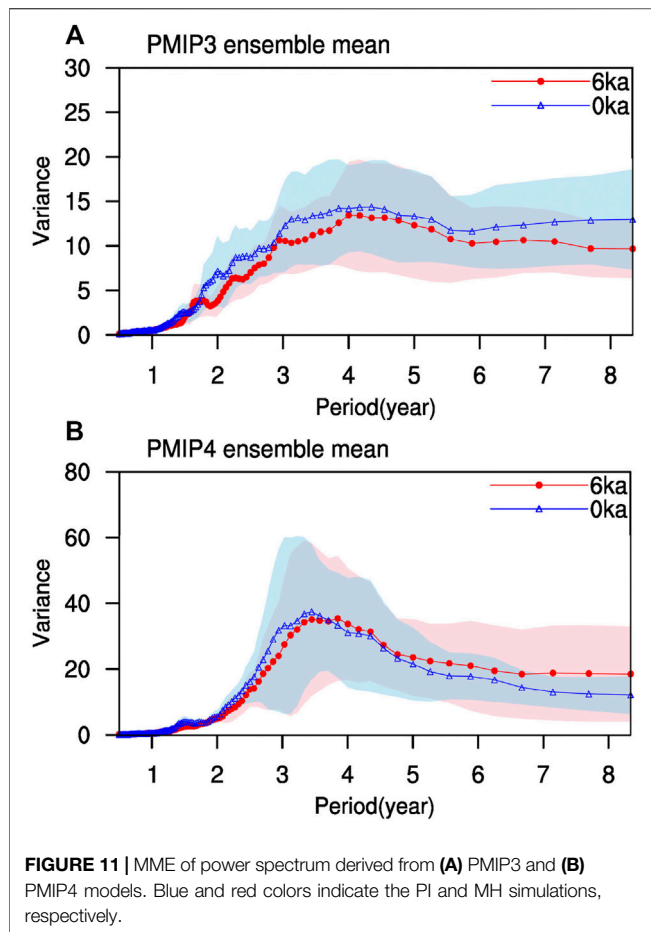 A
PMIP3 ensemble mean
30
25
20
15
10
5
0
Variance
6ka
0ka
1 2 3 4 5 6 7 8
Period(year)
B
PMIP4 ensemble mean
80
60
40
20
0
Variance
6ka
0ka
1 2 3 4 5 6 7 8
Period(year)
FIGURE 11 | MME of power spectrum derived from (A) PMIP3 and (B)
PMIP4 models. Blue and red colors indicate the PI and MH simulations,
respectively.